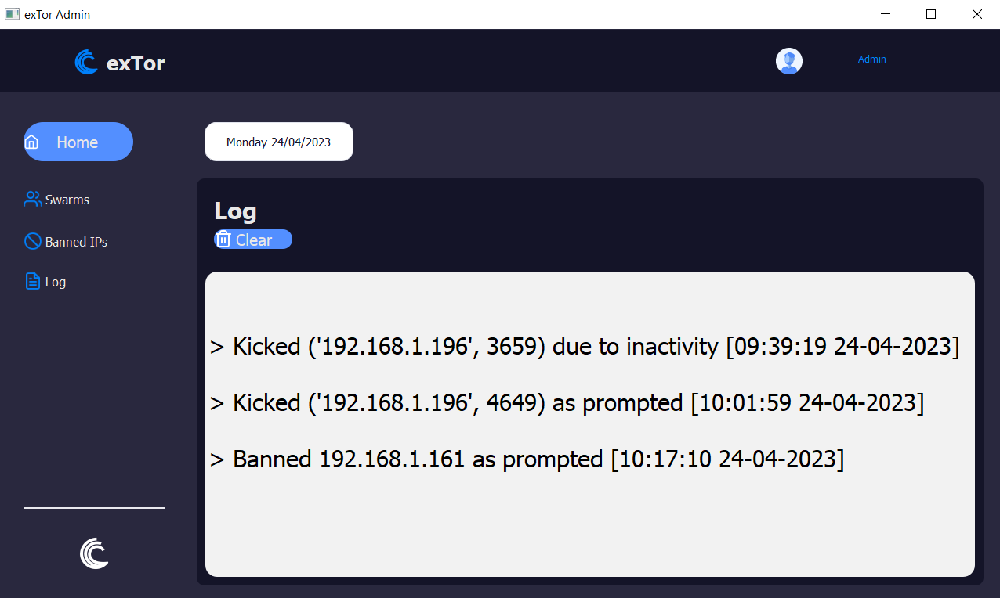 exTor Admin
exTor
Admin
Home
Monday 24/04/2023
Swarms
Banned IPs
Log
Log
Clear
> Kicked ('192.168.1.196', 3659) due to inactivity [09:39:19 24-04-2023]
> Kicked ('192.168.1.196', 4649) as prompted [10:01:59 24-04-2023]
> Banned 192.168.1.161 as prompted [10:17:10 24-04-2023]